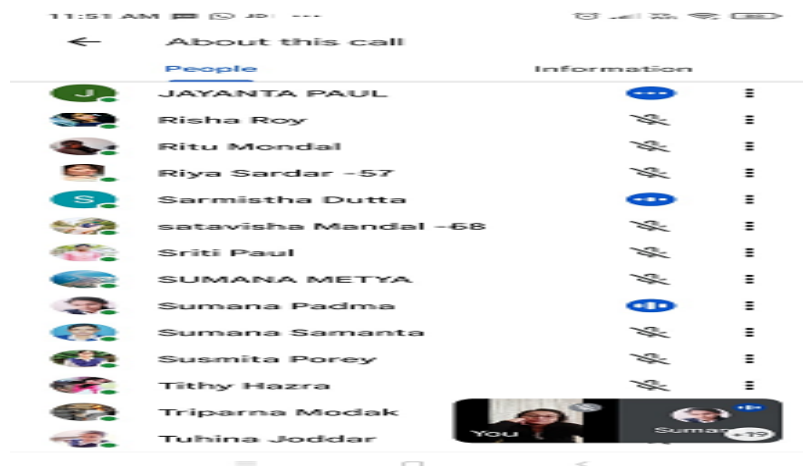 11:51 AM
About this call
People Information
J JAYANTA PAUL
Risha Roy
Ritu Mondal
Riya Sardar -57
S Sarmistha Dutta
satavisha Mandal -68
Sriti Paul
SUMANA METYA
Sumana Padma
Sumana Samanta
Susmita Porey
Tithy Hazra
Triparna Modak
Tuhina Joddar
You Suman +19